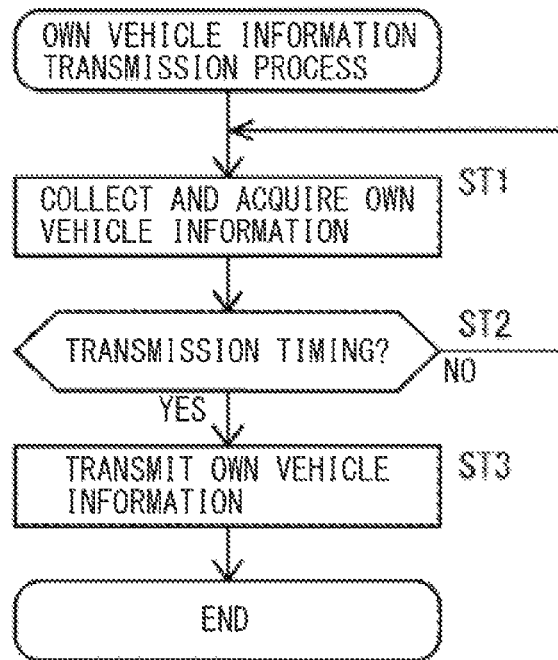 OWN VEHICLE INFORMATION
TRANSMISSION PROCESS
ST1
COLLECT AND ACQUIRE OWN
VEHICLE INFORMATION
ST2
TRANSMISSION TIMING?
NO
YES
ST3
TRANSMIT OWN VEHICLE
INFORMATION
END